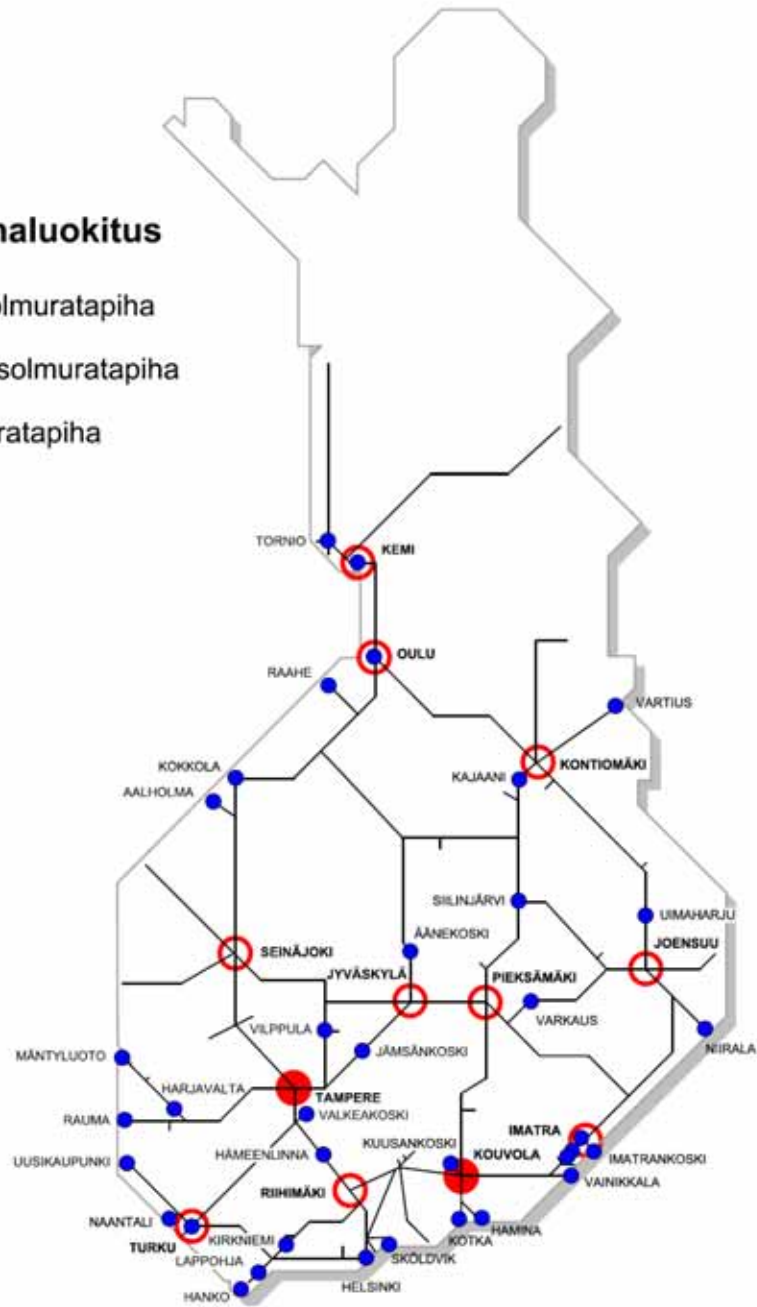 naluokitus
olmuratapiha
solmuratapiha
ratapiha
TORNIO
KEMI
OULU
RAAHE
VARTIUS
KONTIOMÄKI
KOKKOLA
KAJAANI
AALHOLMA
SIILINJÄRVI
UIMAHARJU
ÄÄNEKOSKI
JOENSUU
SEINÄJOKI
JYVÄSKYLÄ
PIEKSÄMÄKI
VARKAUS
VILPPULA
NIIRALA
MÄNTYLUOTO
JÄMSÄNKOSKI
HARJAVALTA
TAMPERE
RAUMA
VALKEAKOSKI
IMATRA
KUUSANKOSKI
HÄMEENLINNA
KOUVOLA
IMATRANKOSKI
UUSIKAUPUNKI
VAINIKKALA
RIIHIMÄKI
NAANTALI
HAMINA
KIRKNIEMI
KOTKA
TURKU
SKÖLDVIK
LAPPOHJA
HELSINKI
HANKO